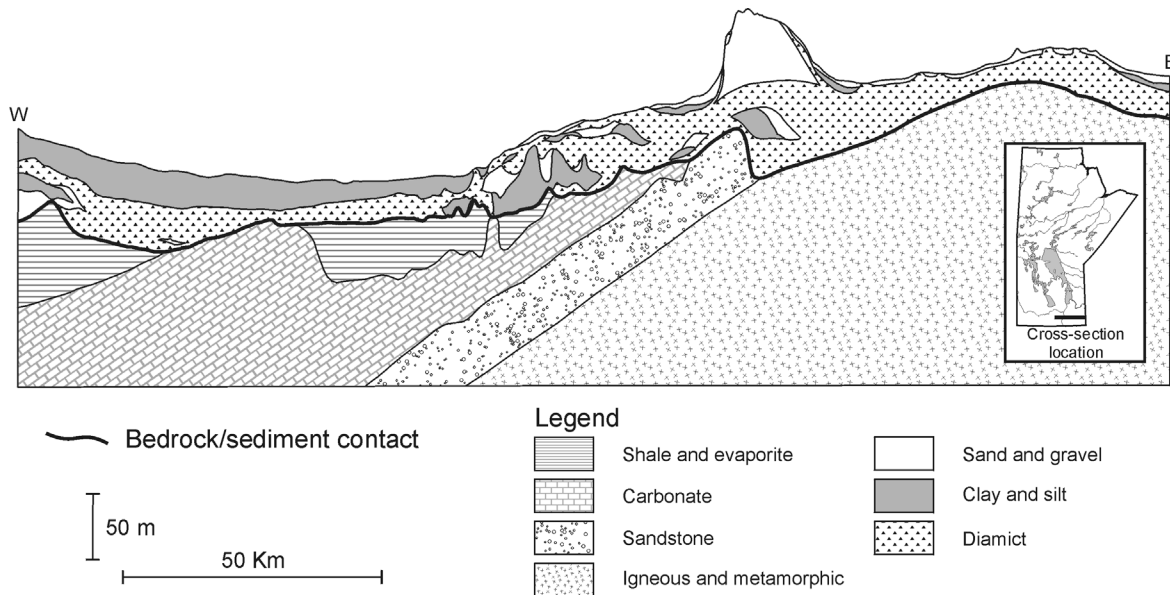 W
E
Cross-section
location
Bedrock/sediment contact
50 m
50 Km
Legend
Shale and evaporite
Carbonate
Sandstone
Igneous and metamorphic
Sand and gravel
Clay and silt
Diamict